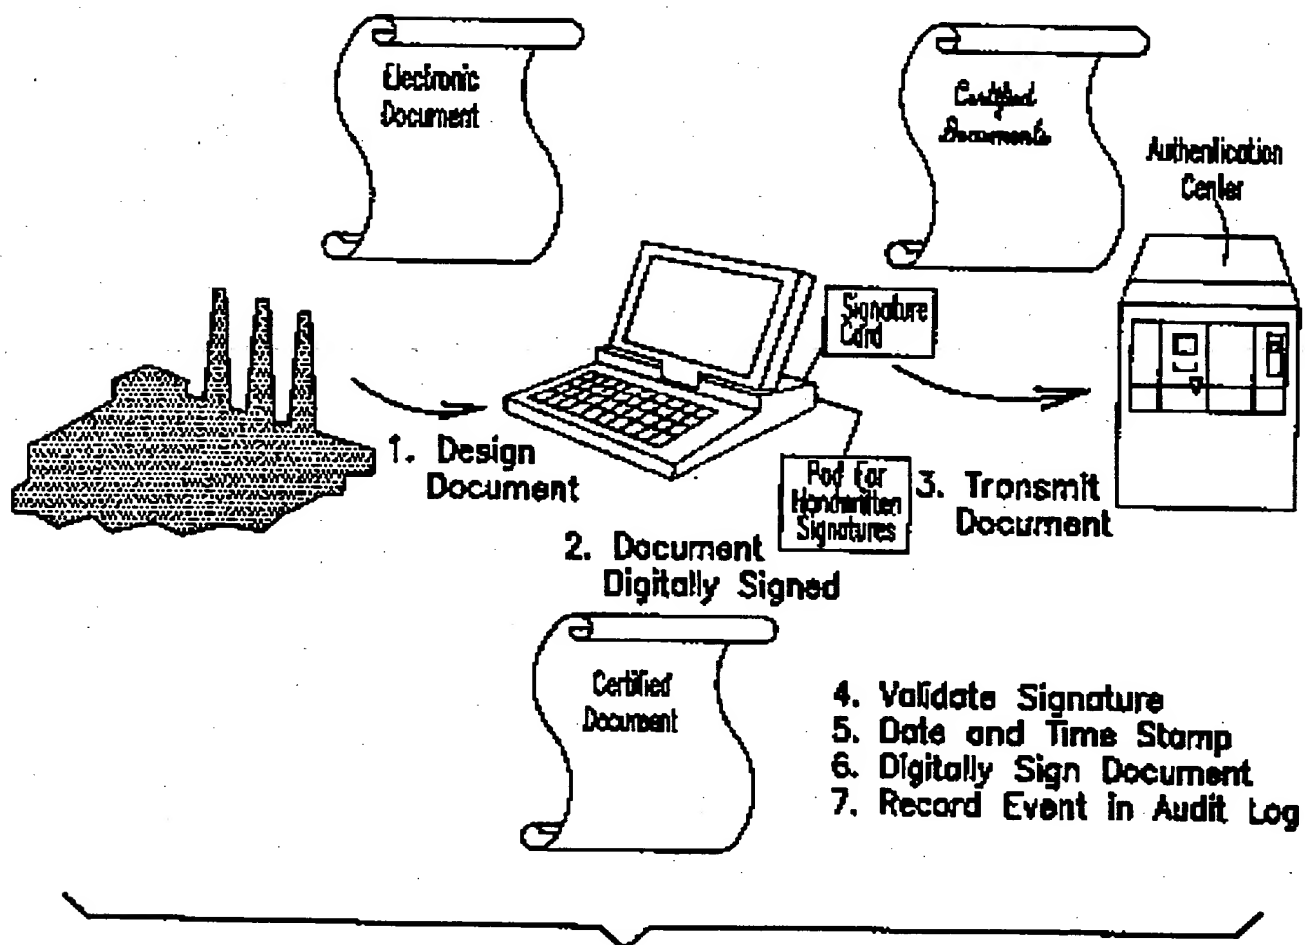 Electronic
Document
Certified
Documents
Authentication
Center
Signature
Card
1. Design
Document
Pad For
Handwritten
Signatures
3. Transmit
Document
2. Document
Digitally Signed
Certified
Document
4. Validate Signature
5. Date and Time Stamp
6. Digitally Sign Document
7. Record Event in Audit Log